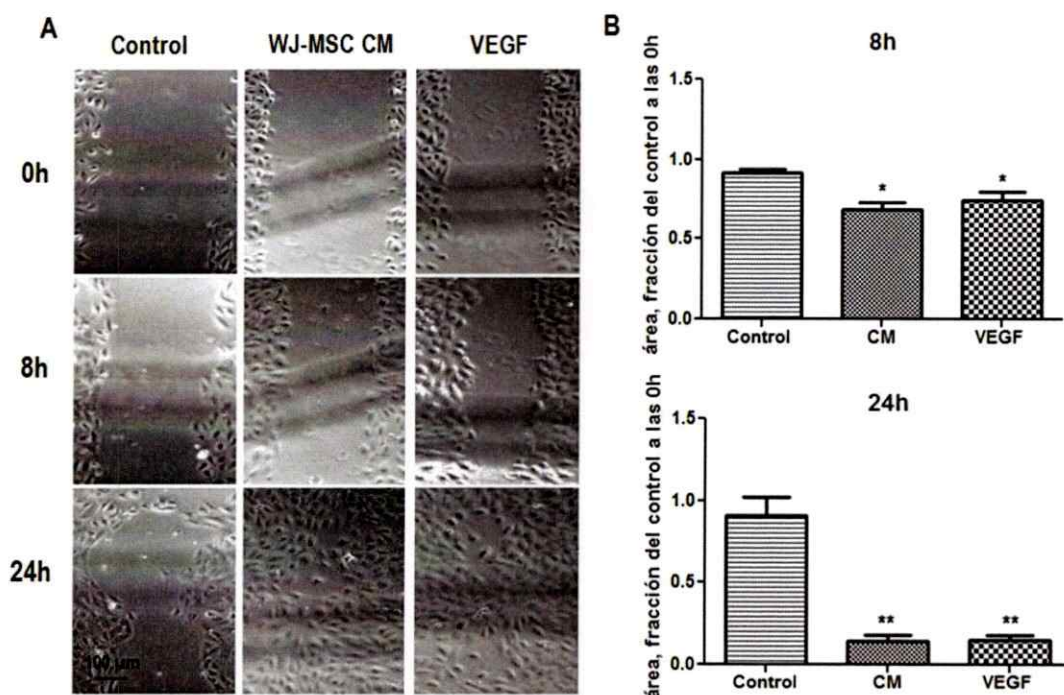 A
Control
WJ-MSC CM
VEGF
0h
8h
24h
100 µm
B
8h
área, fracción del control a las 0h
1.5
1.0
0.5
0.0
*
*
Control
CM
VEGF
24h
área, fracción del control a las 0h
1.5
1.0
0.5
0.0
**
**
Control
CM
VEGF